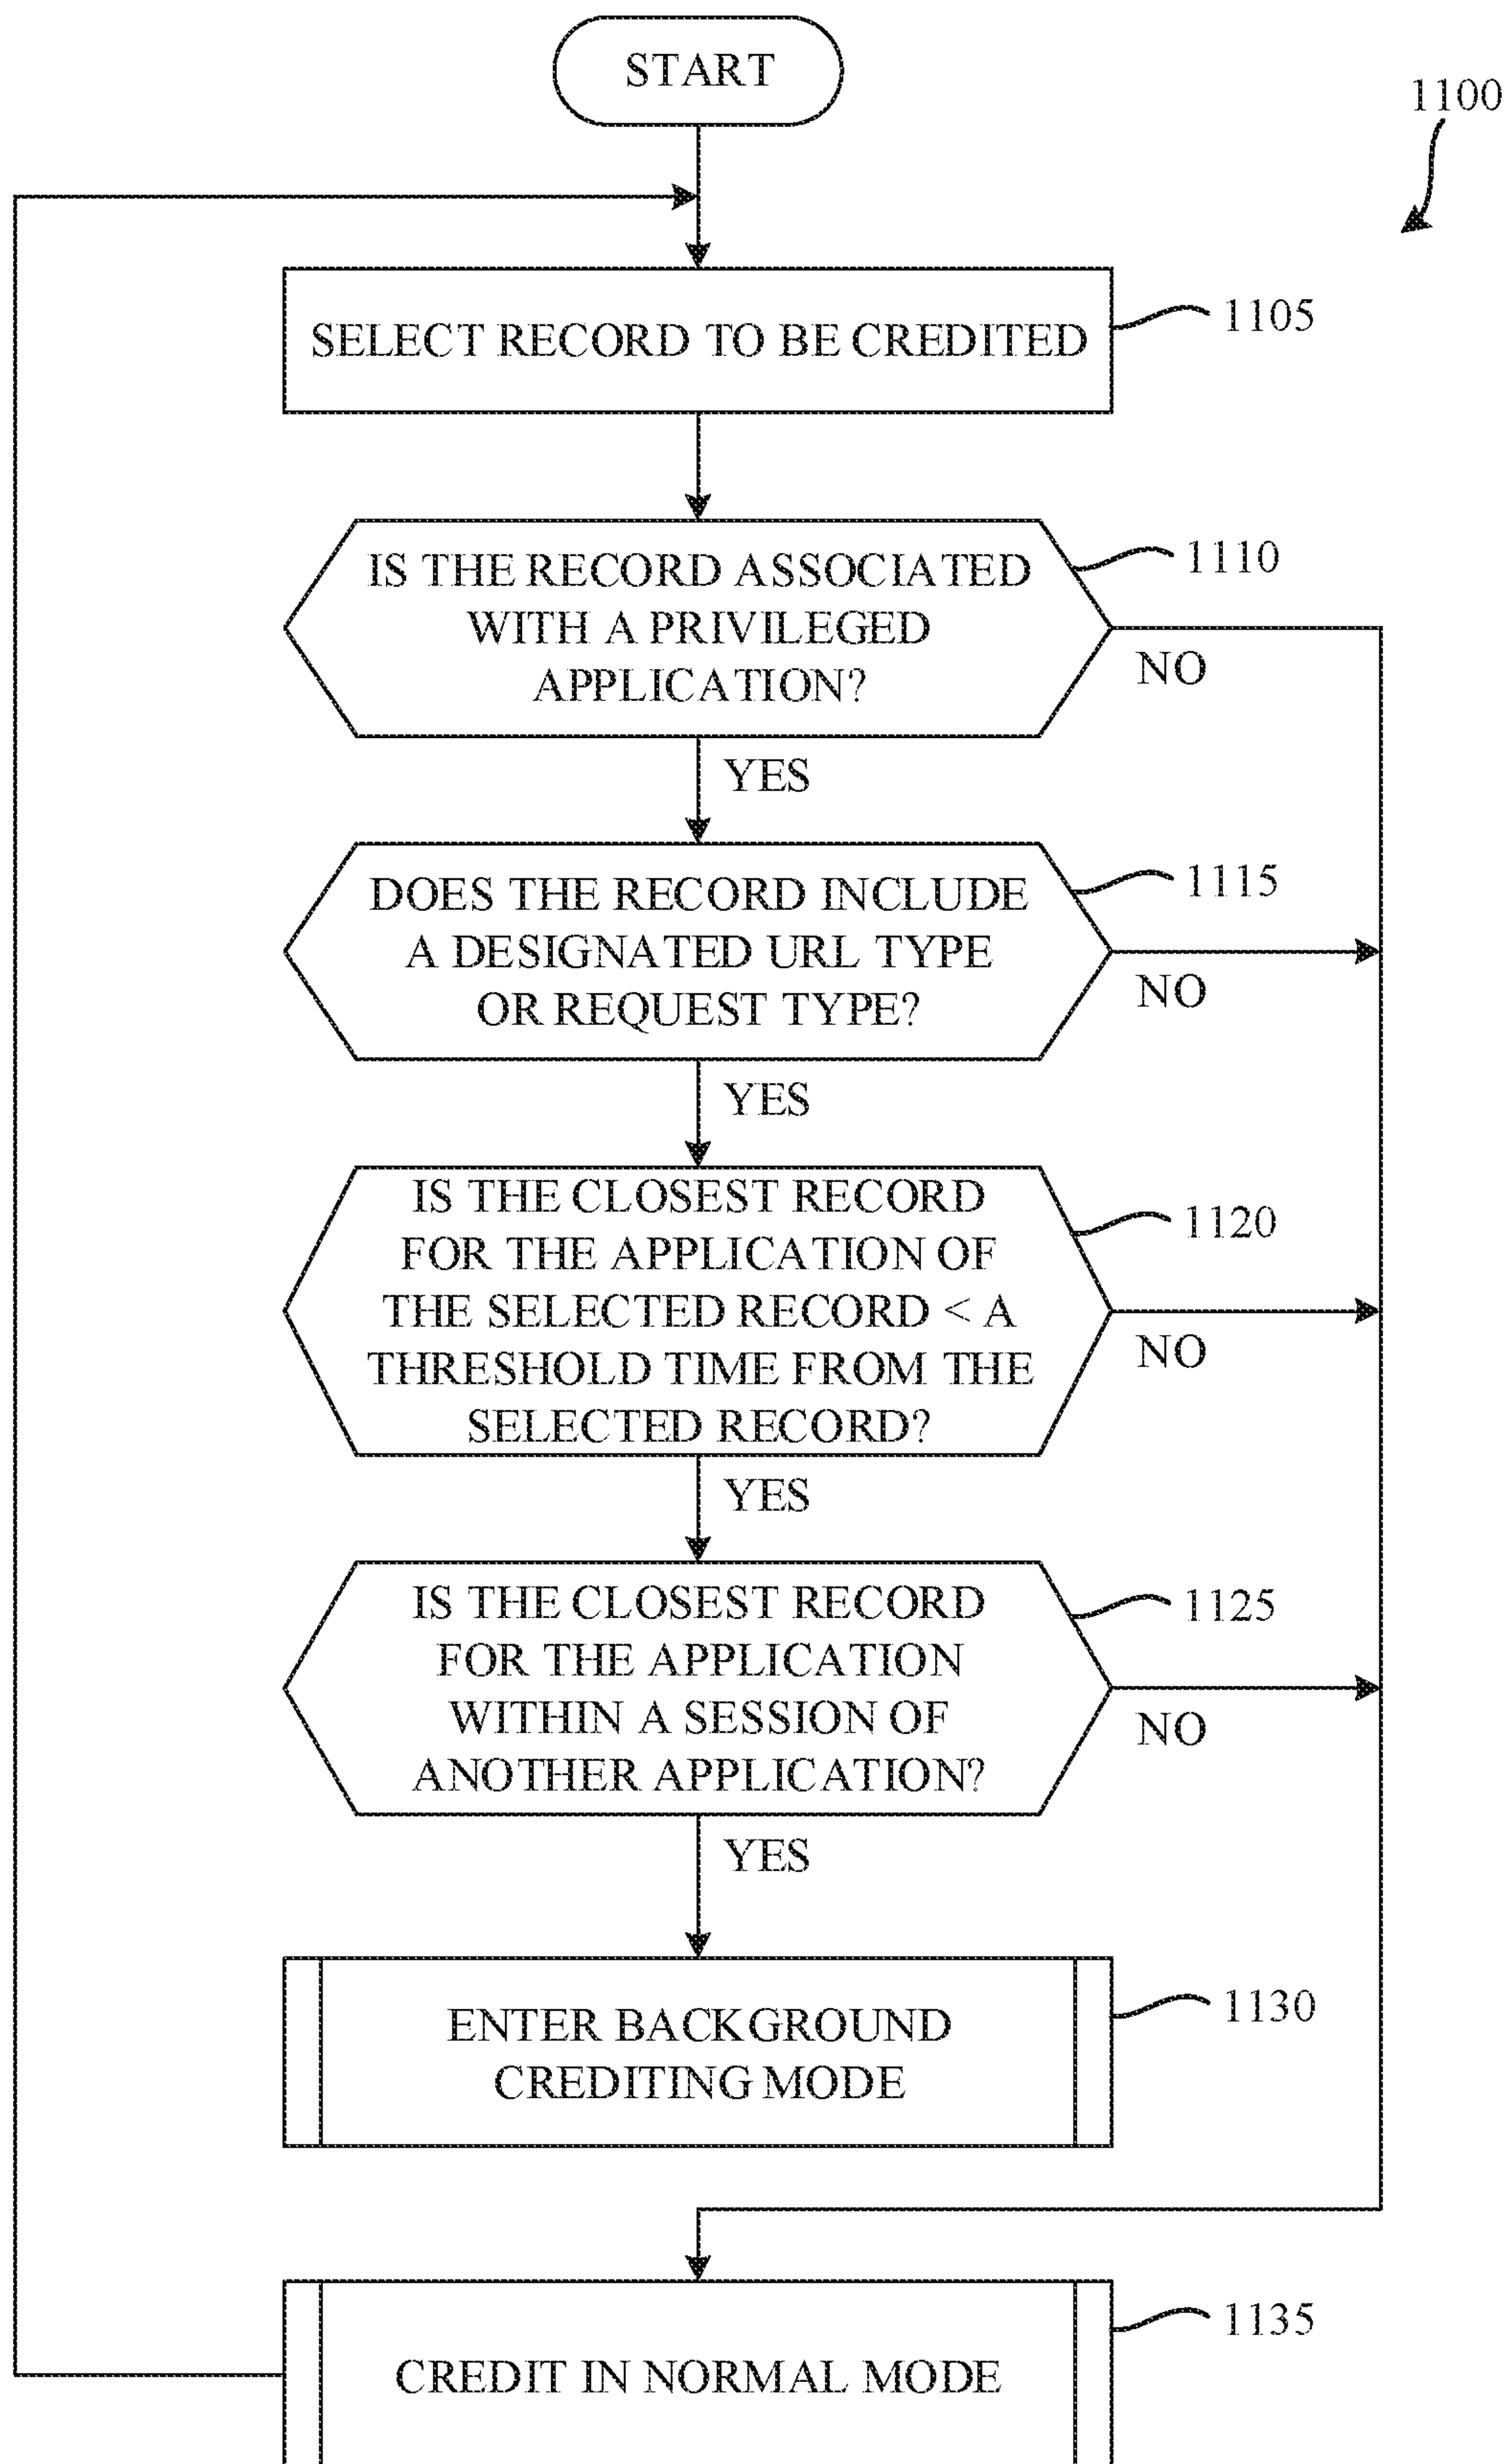 START
1100
SELECT RECORD TO BE CREDITED
1105
IS THE RECORD ASSOCIATED
WITH A PRIVILEGED
APPLICATION?
1110
NO
YES
DOES THE RECORD INCLUDE
A DESIGNATED URL TYPE
OR REQUEST TYPE?
1115
NO
YES
IS THE CLOSEST RECORD
FOR THE APPLICATION OF
THE SELECTED RECORD < A
THRESHOLD TIME FROM THE
SELECTED RECORD?
1120
NO
YES
IS THE CLOSEST RECORD
FOR THE APPLICATION
WITHIN A SESSION OF
ANOTHER APPLICATION?
1125
NO
YES
ENTER BACKGROUND
CREDITING MODE
1130
CREDIT IN NORMAL MODE
1135